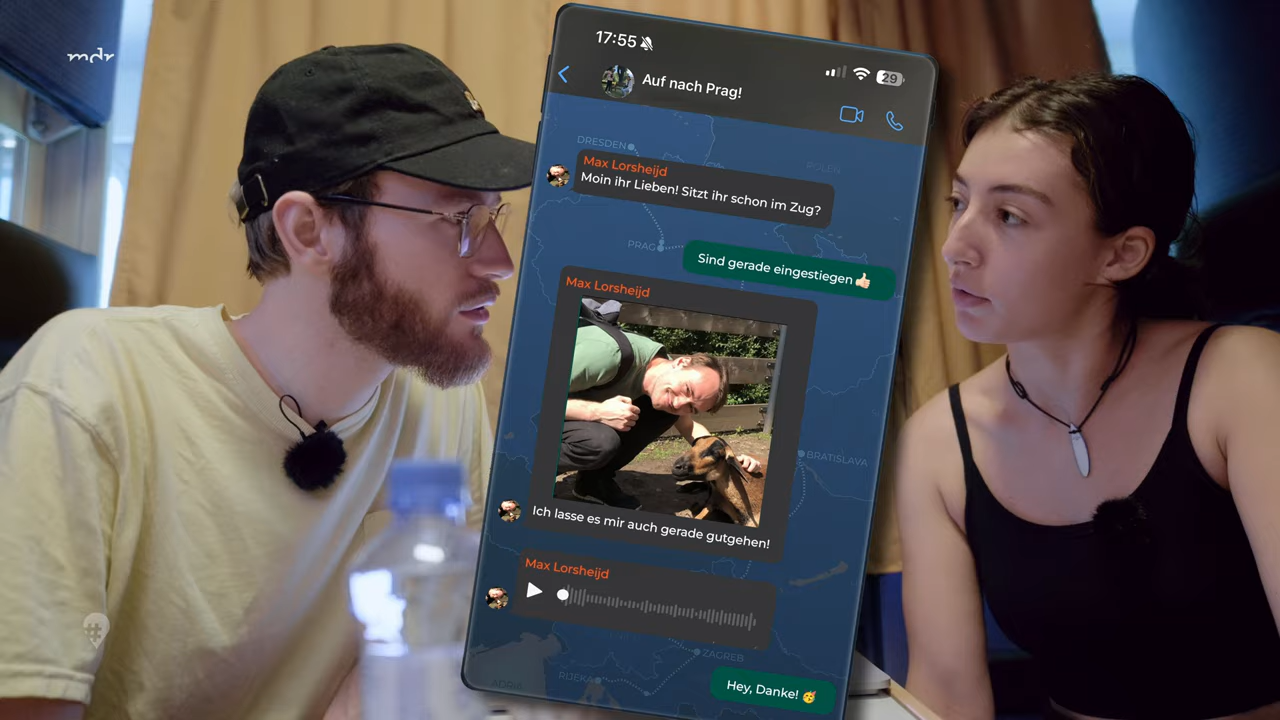 mdr
17:55
29
Auf nach Prag!
DRESDEN
POLEN
Max Lorsheijd
Moin ihr Lieben! Sitzt ihr schon im Zug?
PRAG
Sind gerade eingestiegen👍🏻
Max Lorsheijd
BRATISLAVA
Ich lasse es mir auch gerade gutgehen!
Max Lorsheijd
ZAGREB
RIJEKA
ADRIA
Hey, Danke! 🥳
#